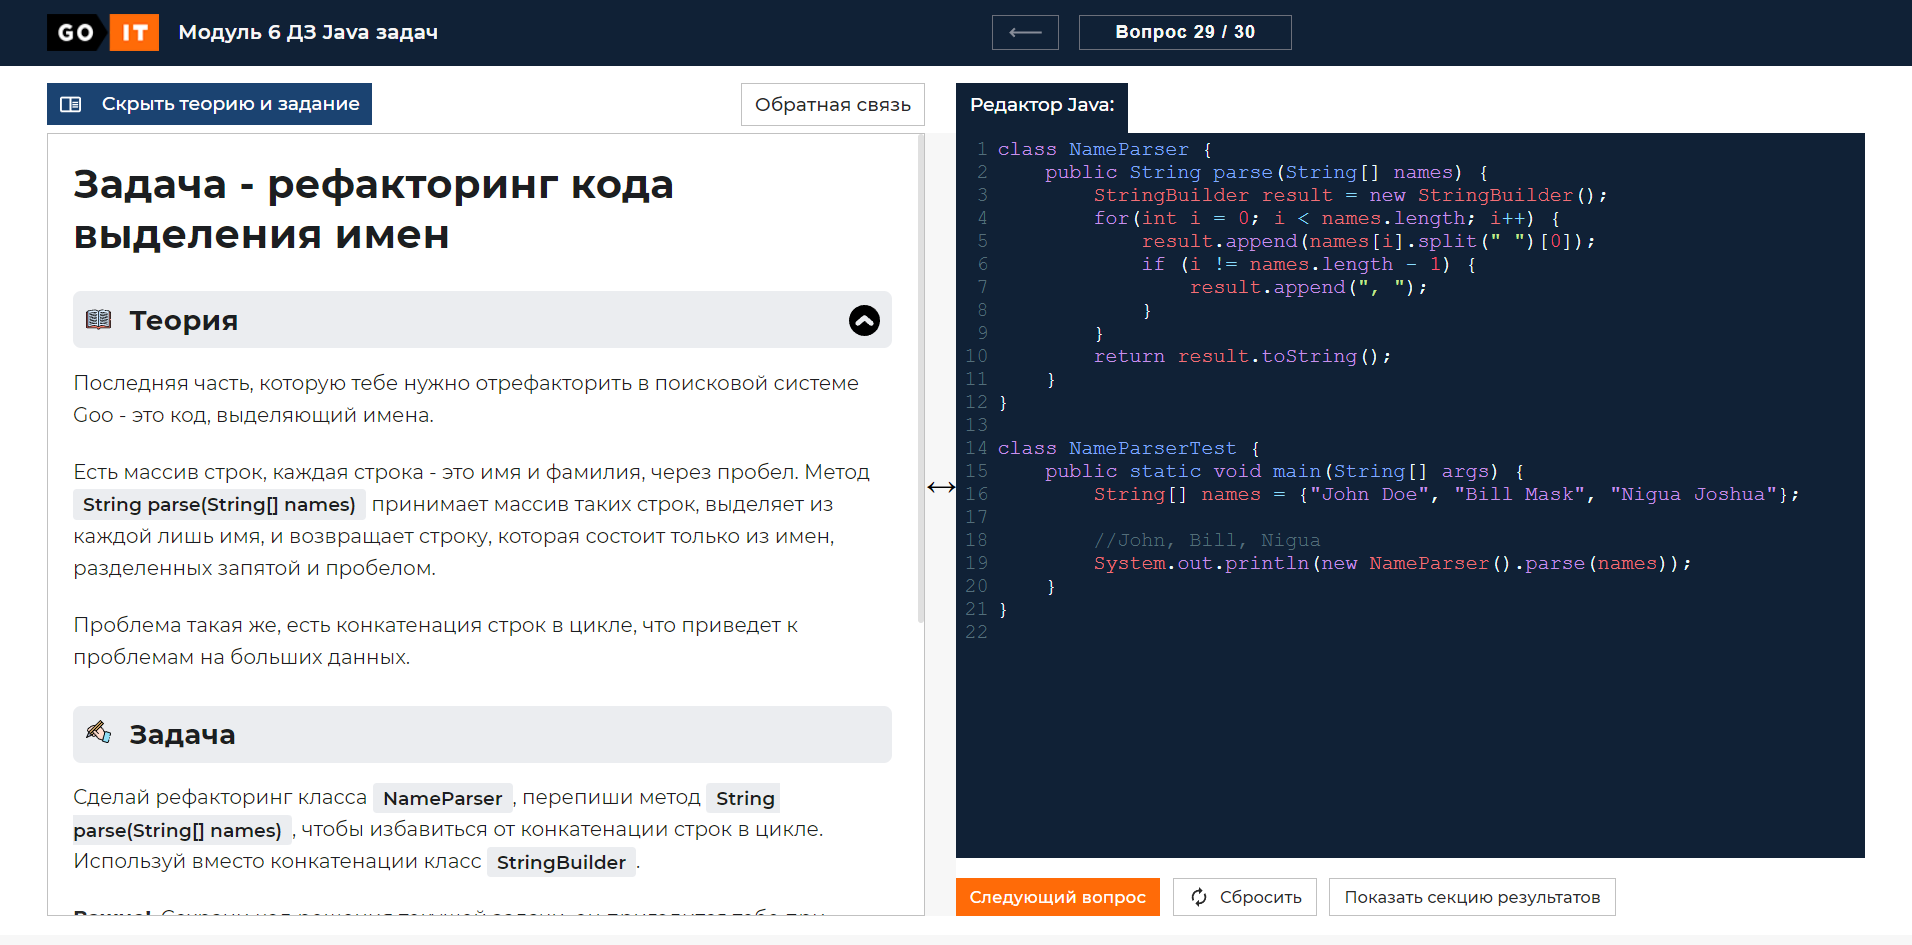 GO IT Модуль 6 ДЗ Java задач
Вопрос 29 / 30
Скрыть теорию и задание
Обратная связь
Задача - рефакторинг кода
выделения имен
Теория
Последняя часть, которую тебе нужно отрефакторить в поисковой системе
Goo - это код, выделяющий имена.
Есть массив строк, каждая строка - это имя и фамилия, через пробел. Метод
String parse(String[] names) принимает массив таких строк, выделяет из
каждой лишь имя, и возвращает строку, которая состоит только из имен,
разделенных запятой и пробелом.
Проблема такая же, есть конкатенация строк в цикле, что приведет к
проблемам на больших данных.
Задача
Сделай рефакторинг класса NameParser, перепиши метод String
parse(String[] names), чтобы избавиться от конкатенации строк в цикле.
Используй вместо конкатенации класс StringBuilder.
Редактор Java:
1 class NameParser {
2     public String parse(String[] names) {
3         StringBuilder result = new StringBuilder();
4         for(int i = 0; i < names.length; i++) {
5             result.append(names[i].split(" ")[0]);
6             if (i != names.length - 1) {
7                 result.append(", ");
8             }
9         }
10         return result.toString();
11     }
12 }
13
14 class NameParserTest {
15     public static void main(String[] args) {
16         String[] names = {"John Doe", "Bill Mask", "Nigua Joshua"};
17
18         //John, Bill, Nigua
19         System.out.println(new NameParser().parse(names));
20     }
21 }
22
Следующий вопрос
Сбросить
Показать секцию результатов